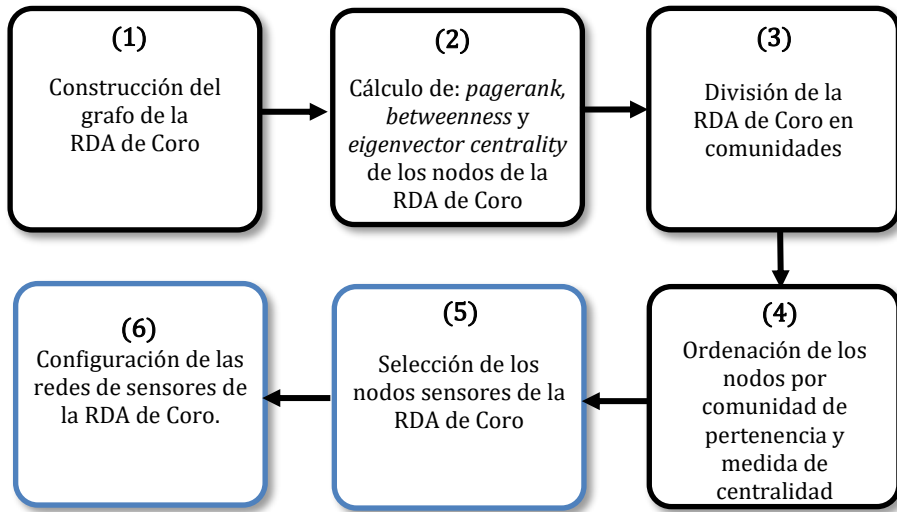 (1)
Construcción del
grafo de la
RDA de Coro
(2)
Cálculo de: pagerank,
betweenness y
eigenvector centrality
de los nodos de la
RDA de Coro
(3)
División de la
RDA de Coro en
comunidades
(4)
Ordenación de los
nodos por
comunidad de
pertenencia y
medida de
centralidad
(5)
Selección de los
nodos sensores de la
RDA de Coro
(6)
Configuración de las
redes de sensores de
la RDA de Coro.